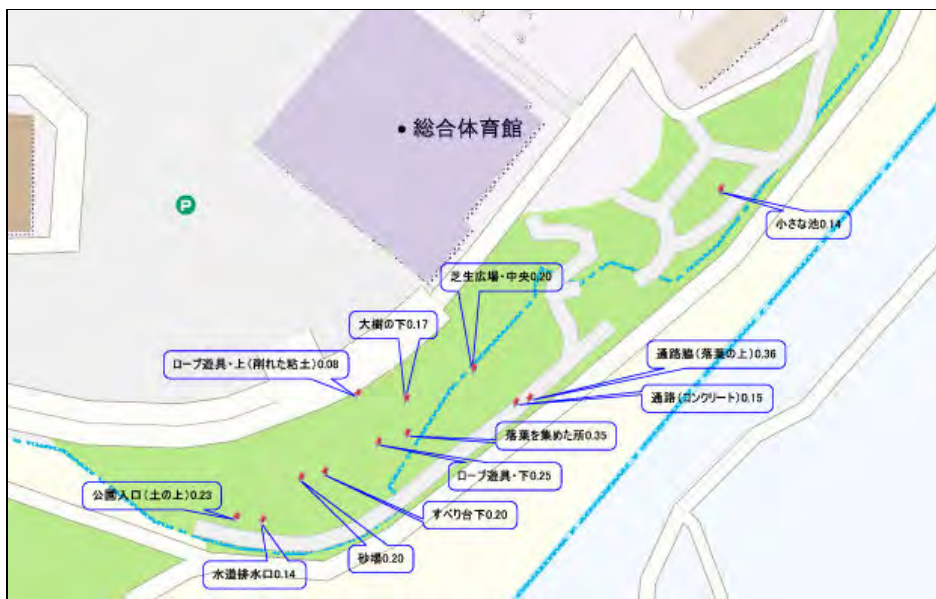 • 総合体育館
P
小さな池0.14
芝生広場・中央0.20
大樹の下0.17
ロープ遊具・上(削れた粘土)0.08
通路脇(落葉の上)0.36
通路(コンクリート)0.15
落葉を集めた所0.35
ロープ遊具・下0.25
公園入口(土の上)0.23
すべり台下0.20
砂場0.20
水道排水口0.14